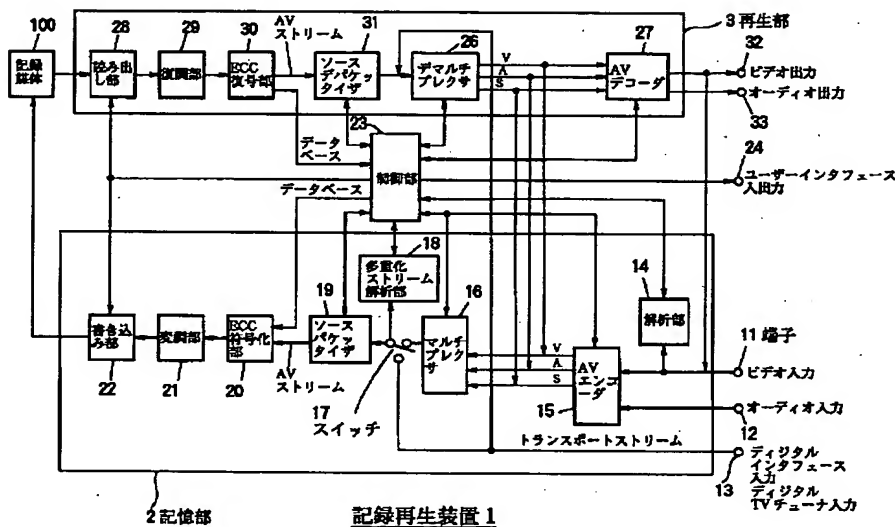 100
記録
媒体
28
読み出し部
29
復調部
30
ECC
復号部
AV
ストリーム
31
ソース
デパケッ
タイザ
26
デマルチ
プレクサ
V
A
S
27
AV
デコーダ
3 再生部
32
ビデオ出力
オーディオ出力
33
データ
ベース
23
制御部
24
ユーザーインタフェース
入出力
データベース
18
多重化
ストリーム
解析部
14
解析部
19
ソース
パケッ
タイザ
16
マルチ
プレク
サ
V
A
S
AV
エンコ
ーダ
15
11 端子
ビデオ入力
書き込
み部
22
変調部
21
ECC
符号化
部
20
AV
ストリーム
17
スイッチ
オーディオ入力
12
トランスポートストリーム
13
ディジタル
インタフェース
入力
ディジタル
TVチューナ入力
2 記憶部
記録再生装置 1